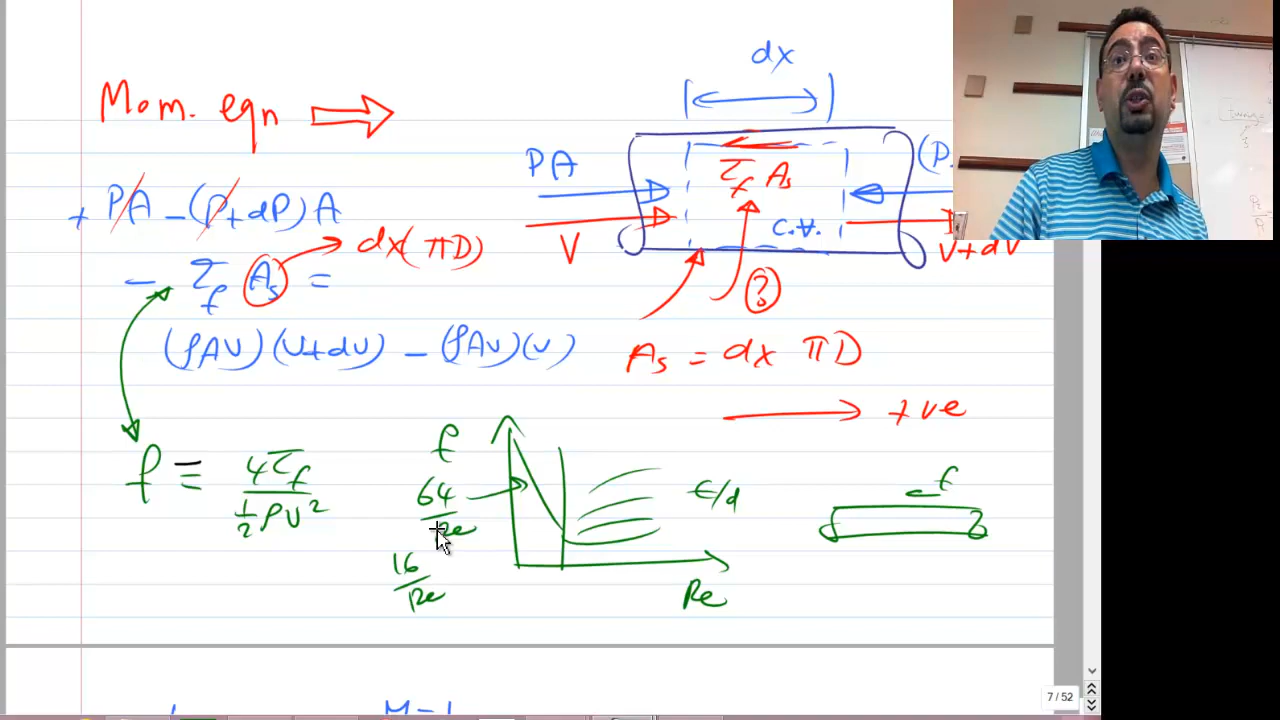 Mom. eqn ⇒
dx
PA
τf As
(P
+ PA − (P+dP) A
C.V.
V
V+dV
dx(πD)
− τf As =
?
(ρAV)(V+dV) − (ρAV)(V)
As = dx πD
→ +ve
f ≡ 4τf / ½ρV²
f
64/Re
16/Re
ε/d
Re
f
7 / 52
M=1